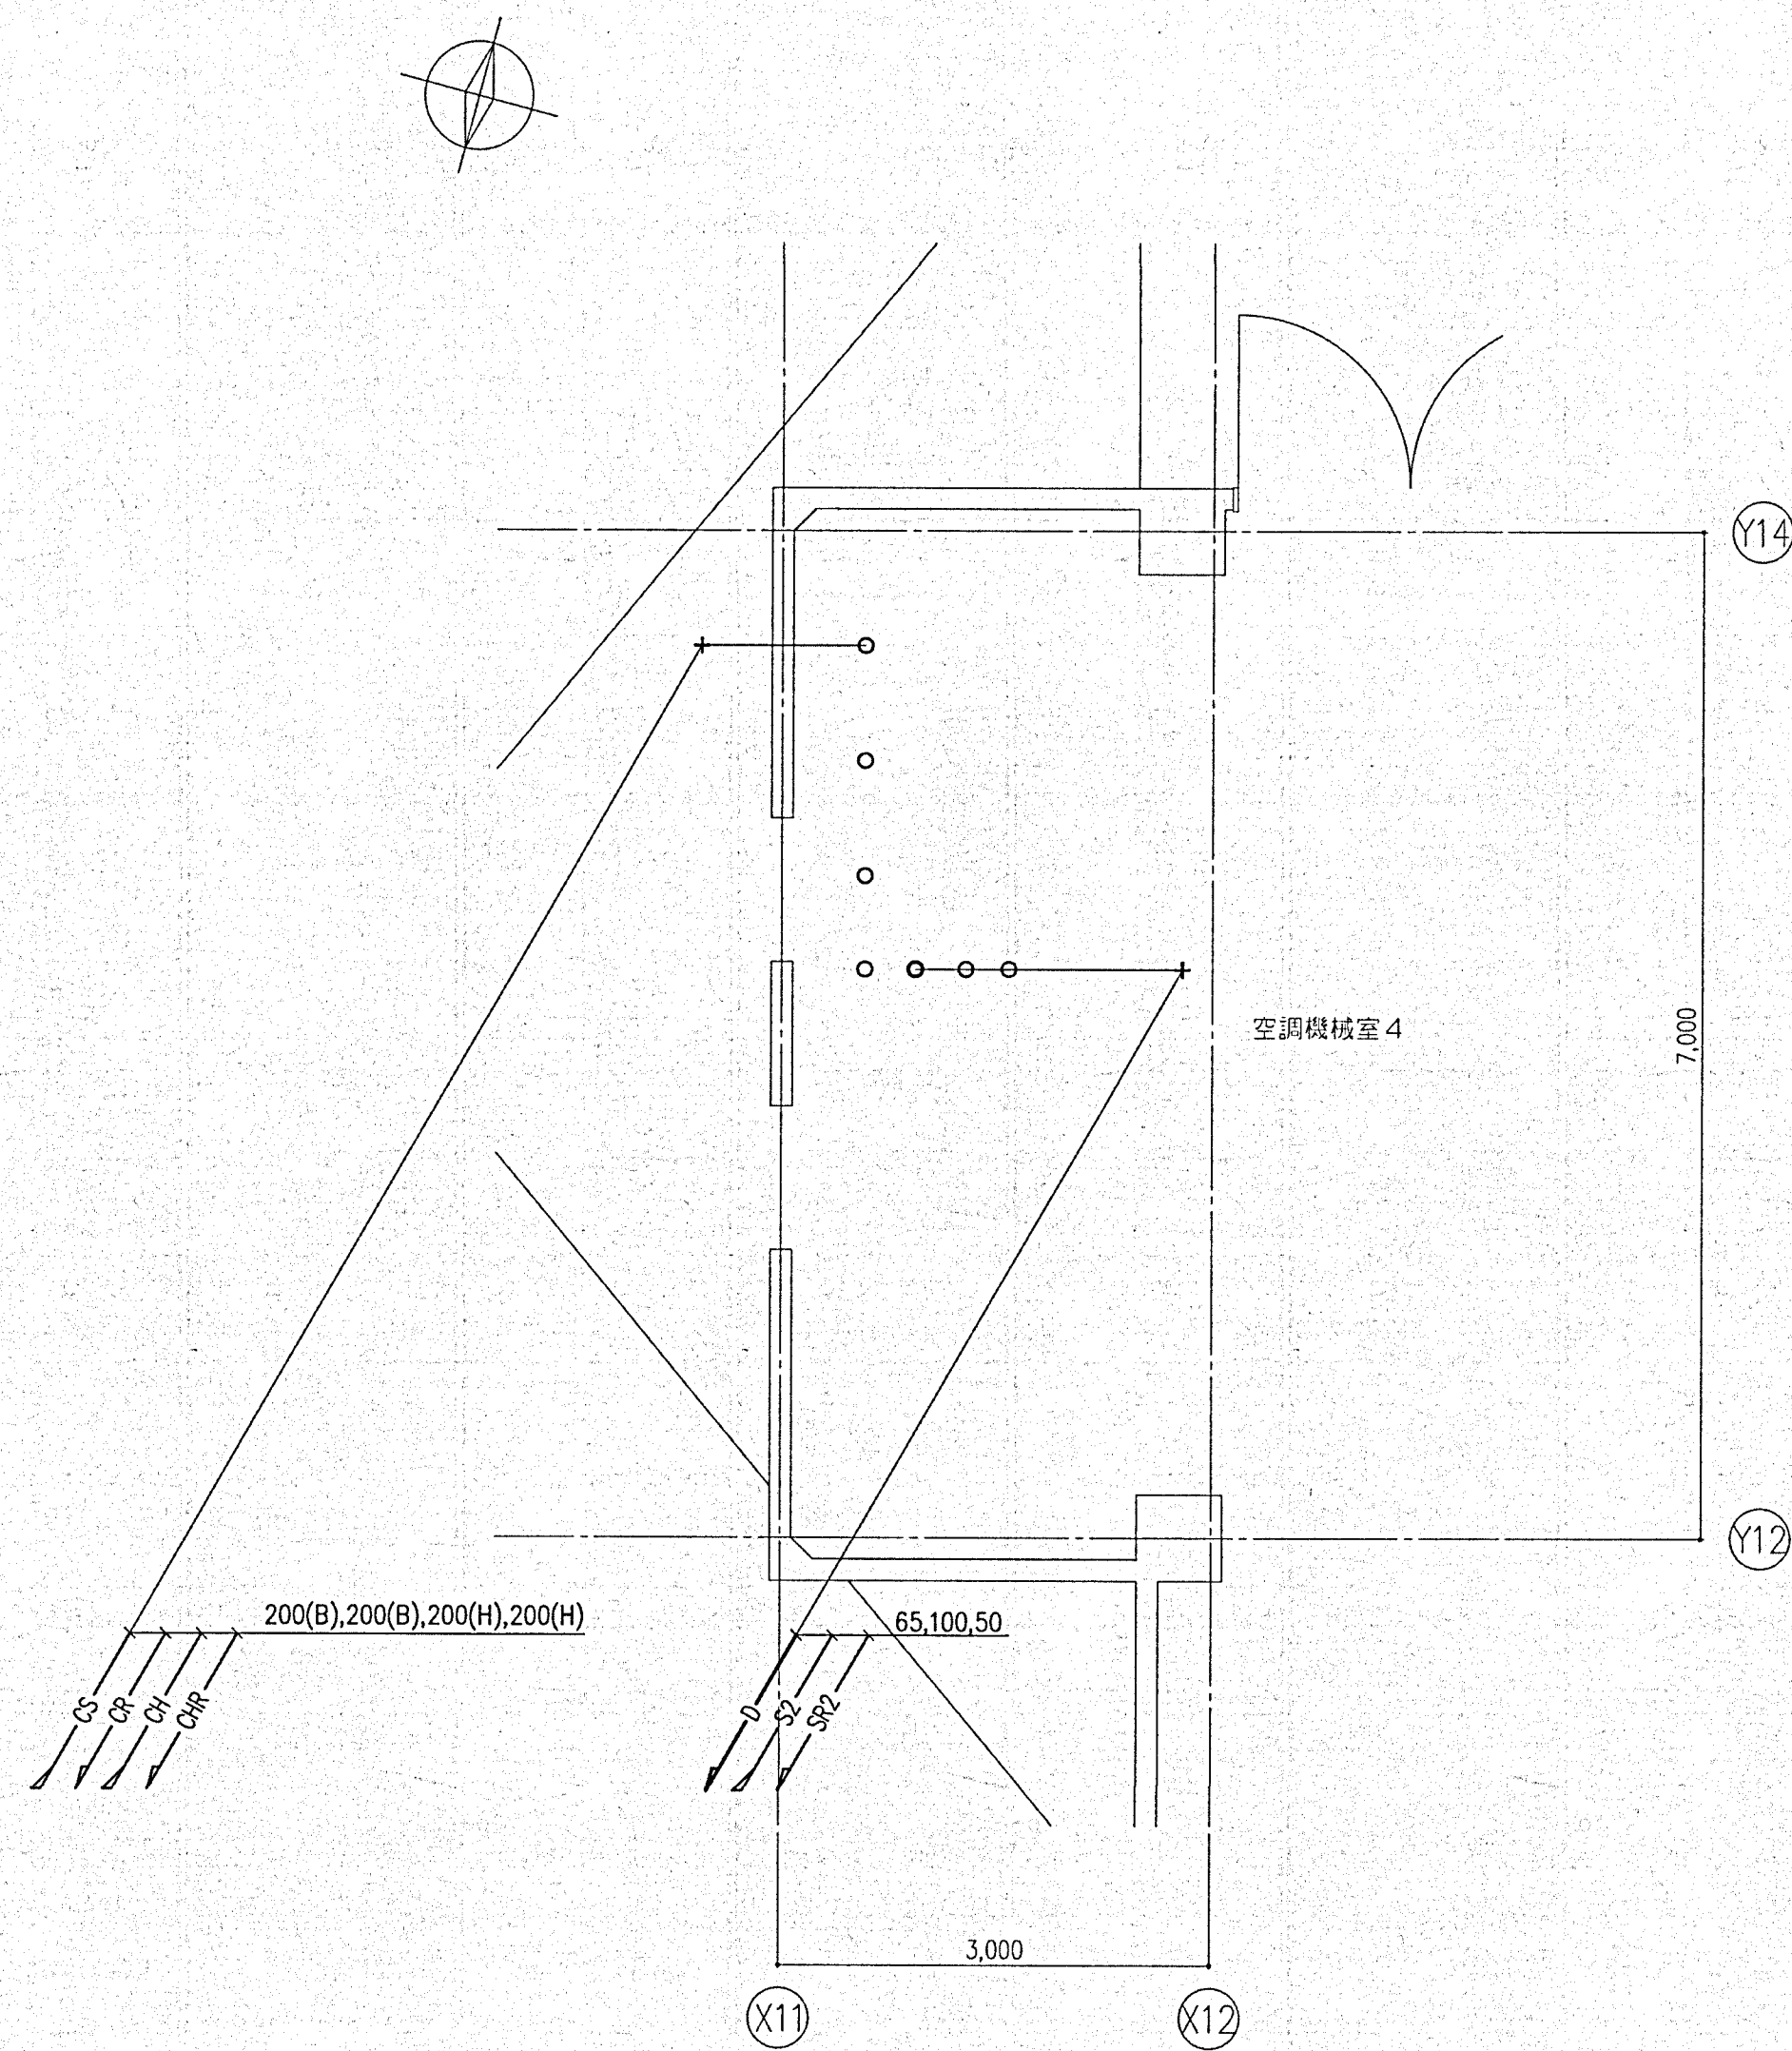 Y14
空調機械室4
7,000
Y12
200(B),200(B),200(H),200(H)
65,100,50
CS
CR
CH
CHR
D
S2
SR2
3,000
X11
X12